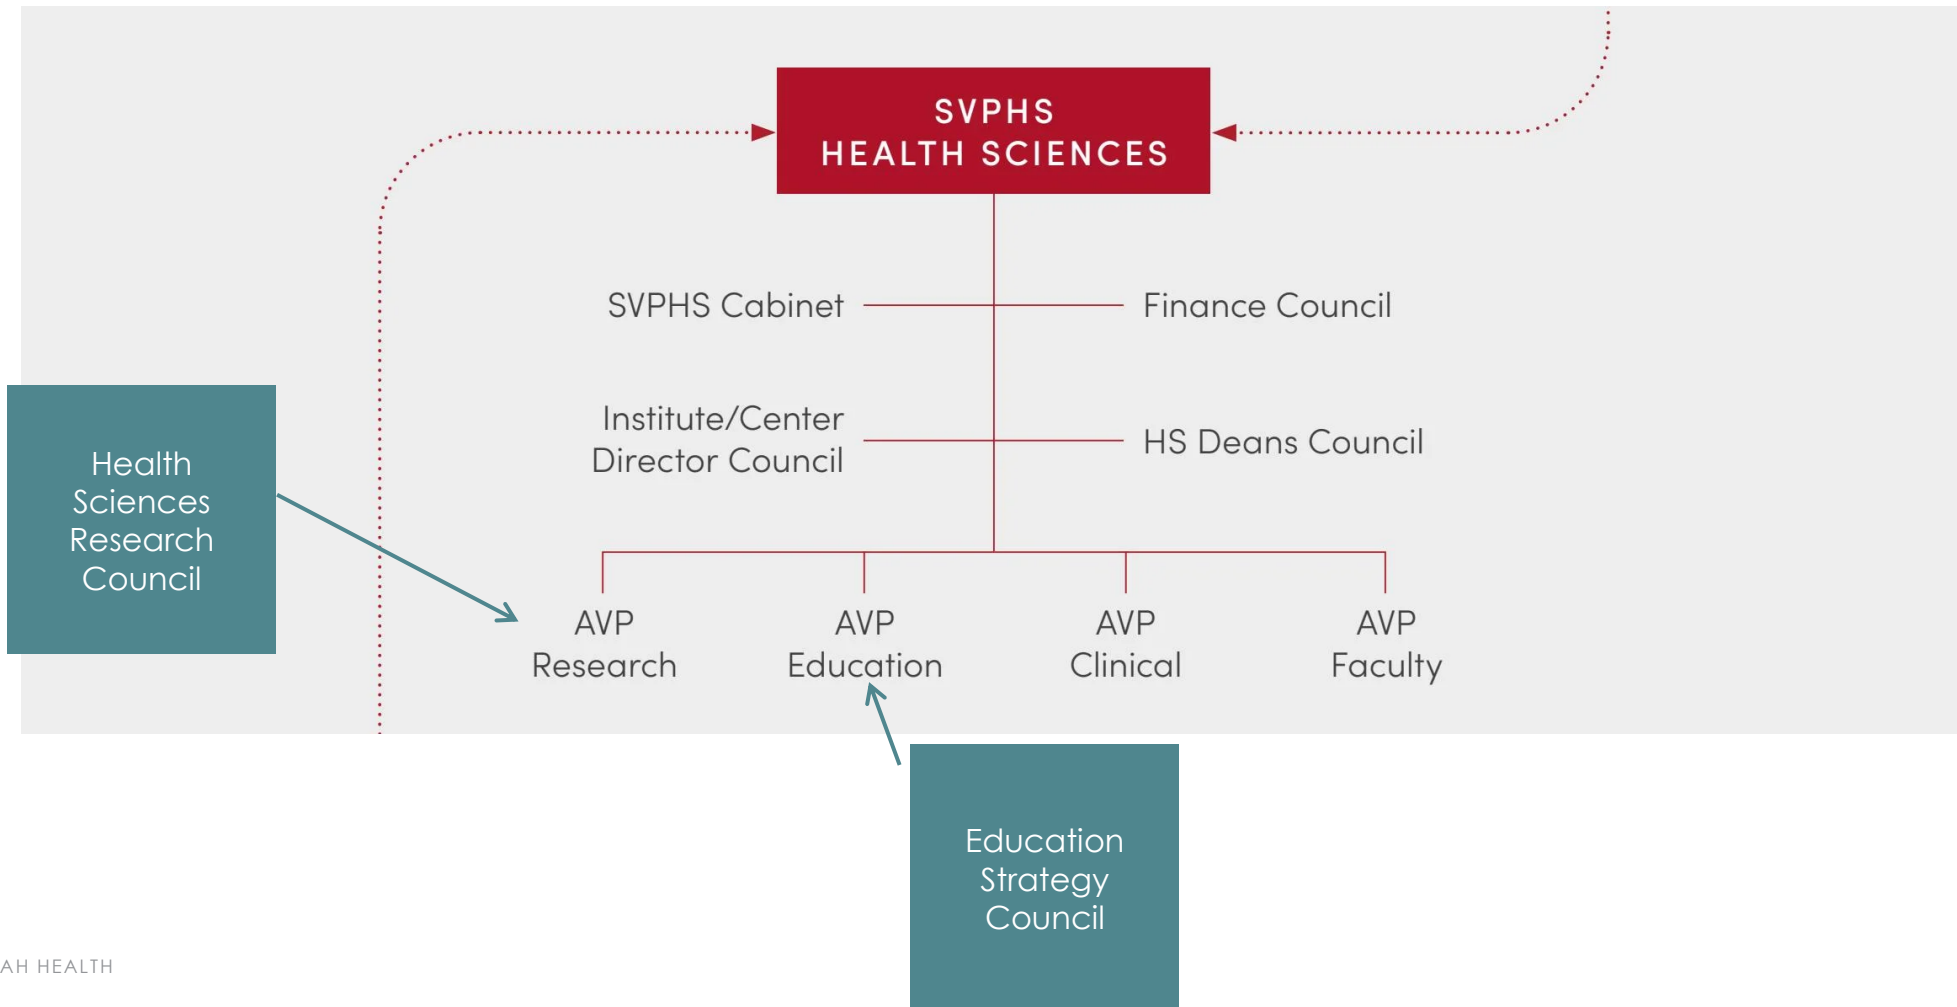 SVPHS
HEALTH SCIENCES
SVPHS Cabinet
Finance Council
Institute/Center
Director Council
HS Deans Council
Health
Sciences
Research
Council
AVP
Research
AVP
Education
AVP
Clinical
AVP
Faculty
Education
Strategy
Council
AH HEALTH